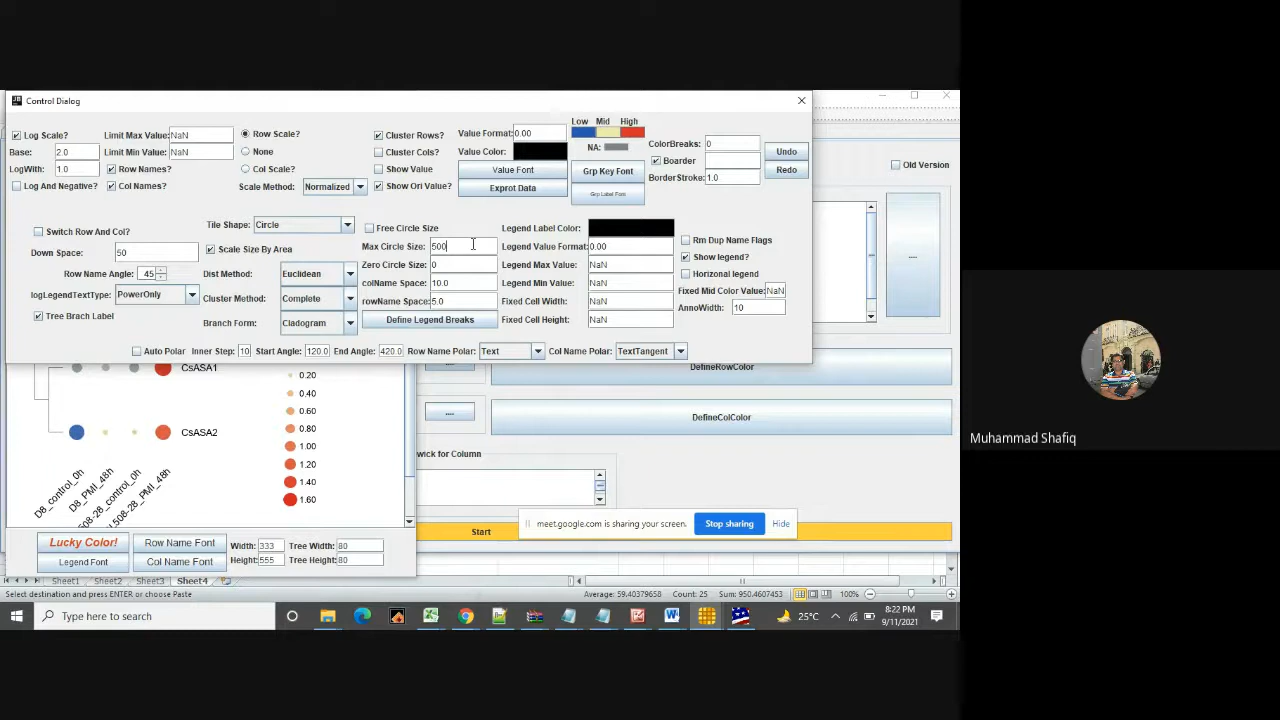 Control Dialog
Log Scale?
Limit Max Value: NaN
Row Scale?
Cluster Rows?
Value Format: 0.00
Low Mid High
ColorBreaks: 0
Base: 2.0
Limit Min Value: NaN
None
Cluster Cols?
Value Color:
NA:
Boarder
Undo
LogWith: 1.0
Row Names?
Col Scale?
Show Value
Value Font
Grp Key Font
BorderStroke: 1.0
Redo
Old Version
Log And Negative?
Col Names?
Scale Method: Normalized
Show Ori Value?
Exprot Data
Grp Label Font
Switch Row And Col?
Tile Shape: Circle
Free Circle Size
Legend Label Color:
Down Space: 50
Scale Size By Area
Max Circle Size: 500
Legend Value Format: 0.00
Rm Dup Name Flags
Row Name Angle: 45
Dist Method: Euclidean
Zero Circle Size: 0
Legend Max Value: NaN
Show legend?
....
logLegendTextType: PowerOnly
Cluster Method: Complete
colName Space: 10.0
Legend Min Value: NaN
Horizonal legend
Tree Brach Label
Branch Form: Cladogram
rowName Space: 5.0
Fixed Cell Width: NaN
Fixed Mid Color Value: NaN
Define Legend Breaks
Fixed Cell Height: NaN
AnnoWidth: 10
Auto Polar Inner Step: 10 Start Angle: 120.0 End Angle: 420.0 Row Name Polar: Text Col Name Polar: TextTangent
CsASA1
0.20
....
DefineRowColor
0.40
0.60
....
DefineColColor
CsASA2
0.80
1.00
wick for Column
1.20
1.40
1.60
D8_control_0h
D8_PMI_48h
508-28_control_0h
L508-28_PMI_48h
meet.google.com is sharing your screen.
Stop sharing
Hide
Start
Lucky Color!
Row Name Font
Width: 333 Tree Width: 80
Legend Font
Col Name Font
Height: 555 Tree Height: 80
Sheet1 Sheet2 Sheet3 Sheet4
Select destination and press ENTER or choose Paste
Average: 59.40379658 Count: 25 Sum: 950.4607453
100%
Type here to search
25°C
8:22 PM
9/11/2021
Muhammad Shafiq